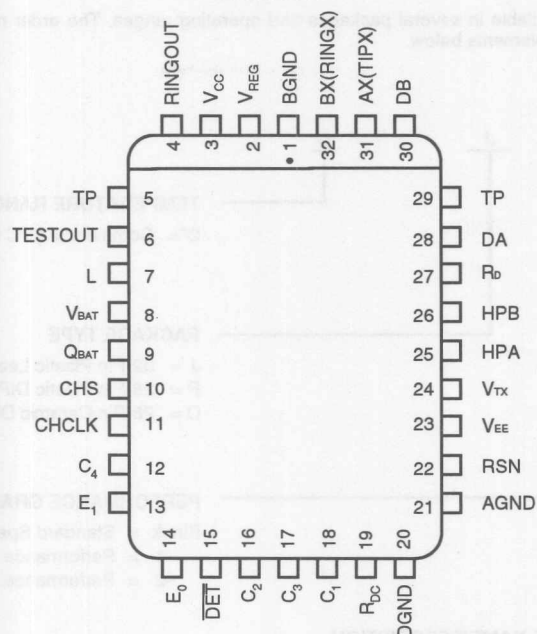 RINGOUT VCC VREG BGND BX(RINGX) AX(TIPX) DB
4 3 2 1 32 31 30
TP 5 29 TP
TESTOUT 6 28 DA
L 7 27 RD
VBAT 8 26 HPB
QBAT 9 25 HPA
CHS 10 24 VTX
CHCLK 11 23 VEE
C4 12 22 RSN
E1 13 21 AGND
14 15 16 17 18 19 20
E0 DET C2 C3 C1 RDC DGND